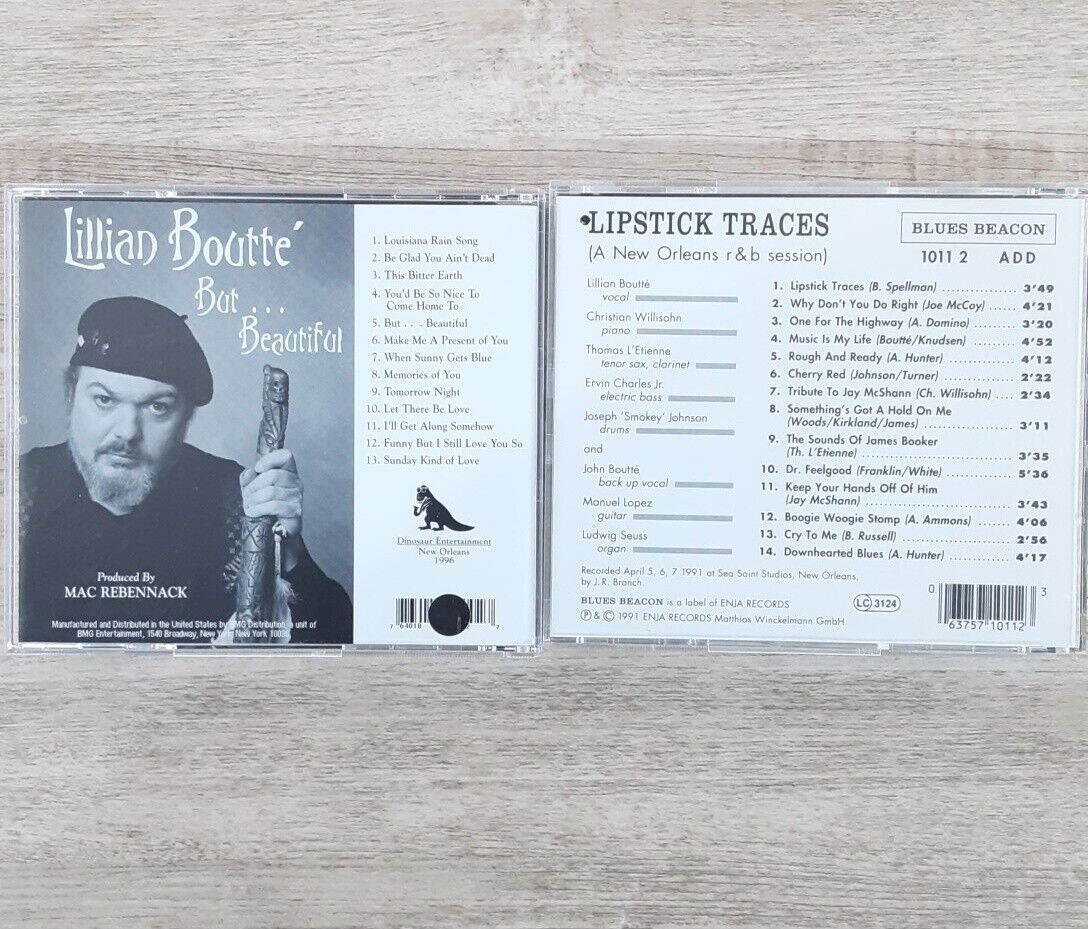 Lillian Boutté
But . . .
Beautiful
Produced By
MAC REBENNACK
Manufactured and Distributed in the United States by BMG Distribution, a unit of
BMG Entertainment, 1540 Broadway, New York, New York 10036
1. Louisiana Rain Song
2. Be Glad You Ain't Dead
3. This Bitter Earth
4. You'd Be So Nice To
Come Home To
5. But . . . Beautiful
6. Make Me A Present of You
7. When Sunny Gets Blue
8. Memories of You
9. Tomorrow Night
10. Let There Be Love
11. I'll Get Along Somehow
12. Funny But I Still Love You So
13. Sunday Kind of Love
Dinosaur Entertainment
New Orleans
1996
7 64018 7
LIPSTICK TRACES
(A New Orleans r&b session)
BLUES BEACON
1011 2 ADD
Lillian Boutté
vocal
Christian Willisohn
piano
Thomas L'Etienne
tenor sax, clarinet
Ervin Charles Jr.
electric bass
Joseph 'Smokey' Johnson
drums
and
John Boutté
back up vocal
Manuel Lopez
guitar
Ludwig Seuss
organ
1. Lipstick Traces (B. Spellman) 3'49
2. Why Don't You Do Right (Joe McCoy) 4'21
3. One For The Highway (A. Domino) 3'20
4. Music Is My Life (Boutté/Knudsen) 4'52
5. Rough And Ready (A. Hunter) 4'12
6. Cherry Red (Johnson/Turner) 2'22
7. Tribute To Jay McShann (Ch. Willisohn) 2'34
8. Something's Got A Hold On Me
(Woods/Kirkland/James) 3'11
9. The Sounds Of James Booker
(Th. L'Etienne) 3'35
10. Dr. Feelgood (Franklin/White) 5'36
11. Keep Your Hands Off Of Him
(Jay McShann) 3'43
12. Boogie Woogie Stomp (A. Ammons) 4'06
13. Cry To Me (B. Russell) 2'56
14. Downhearted Blues (A. Hunter) 4'17
Recorded April 5, 6, 7 1991 at Sea Saint Studios, New Orleans,
by J.R. Branch.
BLUES BEACON is a label of ENJA RECORDS
Ⓟ & © 1991 ENJA RECORDS Matthias Winckelmann GmbH
LC 3124
0 63757 10112 3